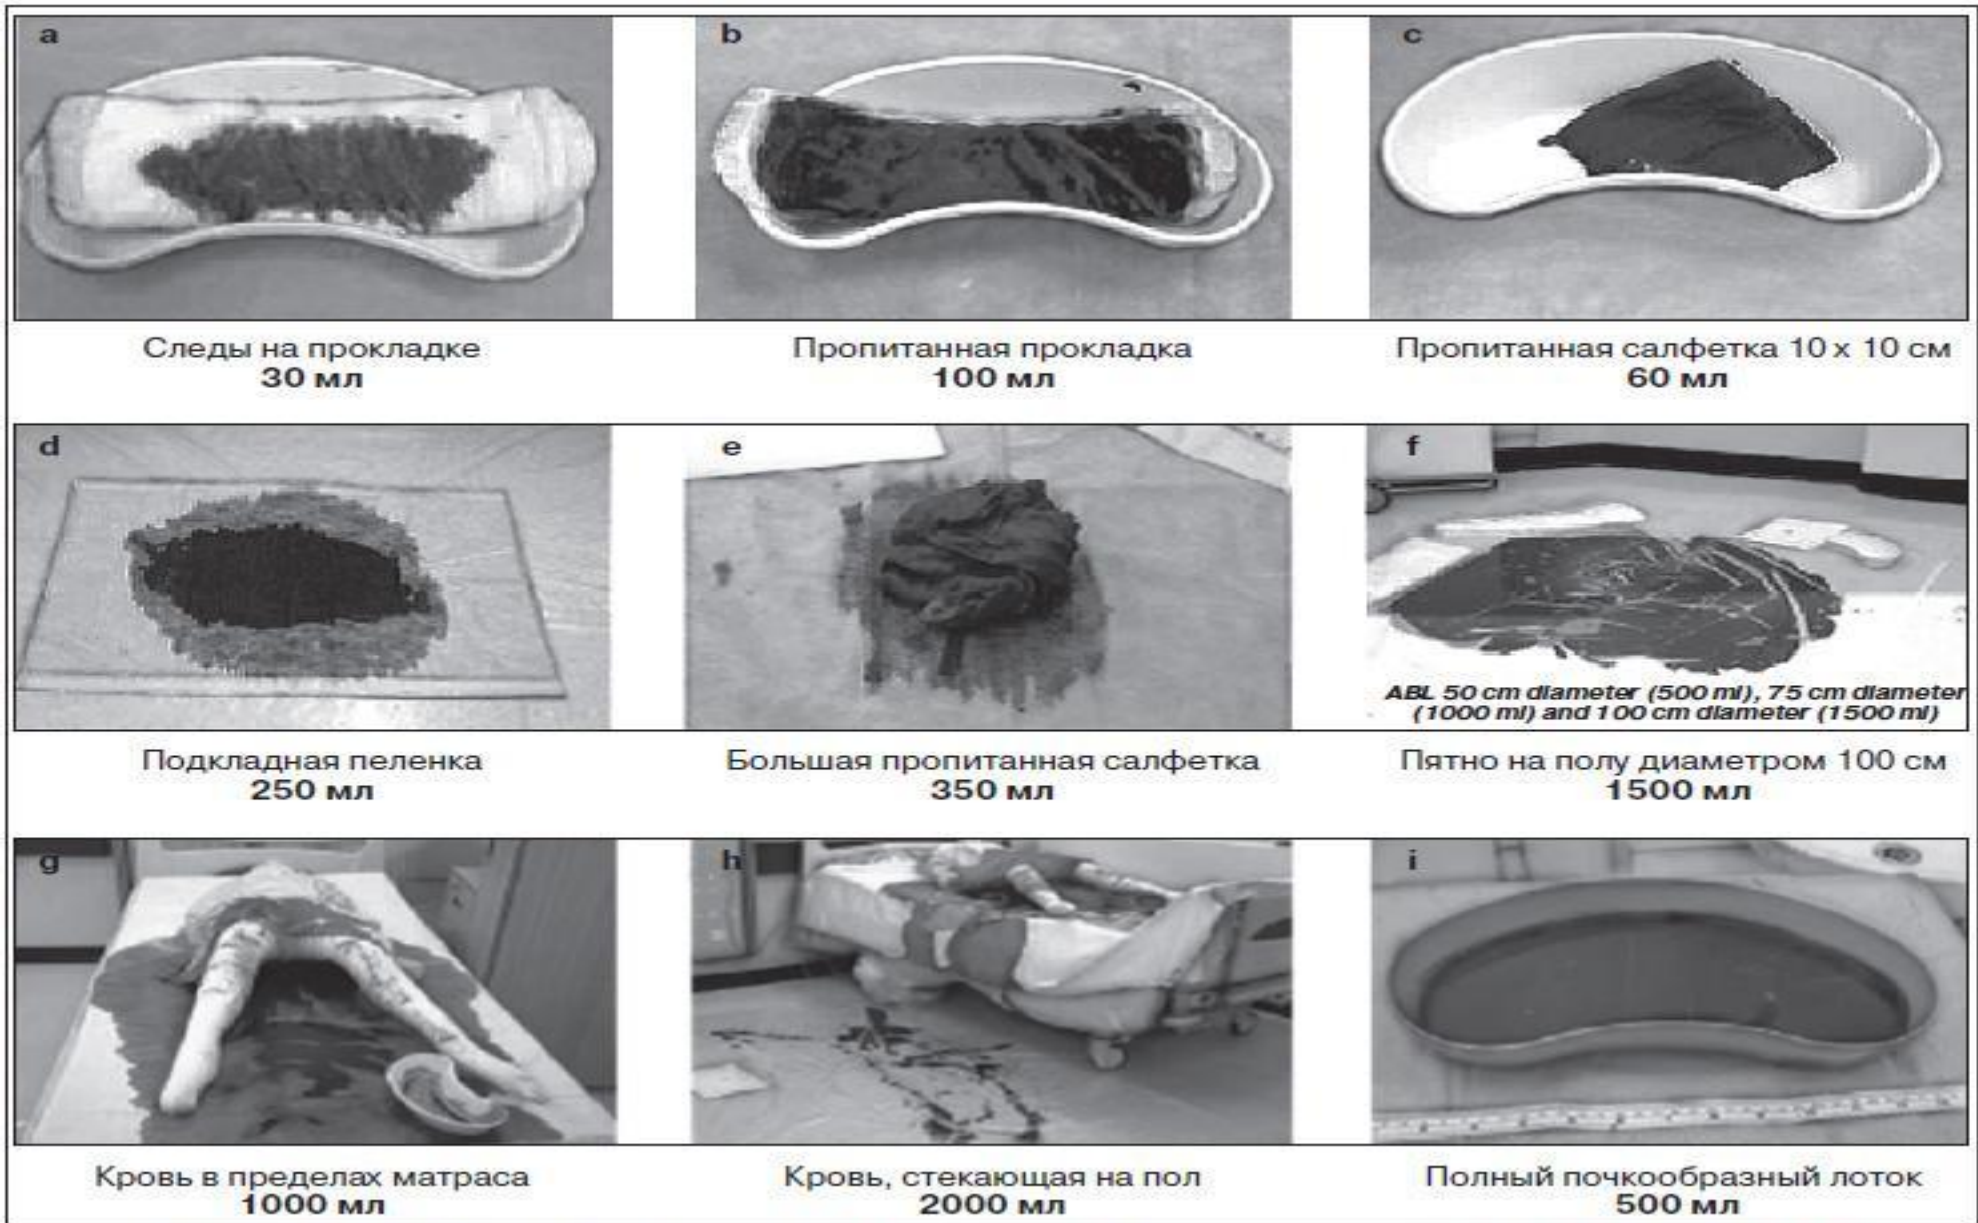 a
b
c
Следы на прокладке
30 мл
Пропитанная прокладка
100 мл
Пропитанная салфетка 10 x 10 см
60 мл
d
e
f
ABL 50 cm diameter (500 ml), 75 cm diameter
(1000 ml) and 100 cm diameter (1500 ml)
Подкладная пеленка
250 мл
Большая пропитанная салфетка
350 мл
Пятно на полу диаметром 100 см
1500 мл
g
h
i
Кровь в пределах матраса
1000 мл
Кровь, стекающая на пол
2000 мл
Полный почкообразный лоток
500 мл